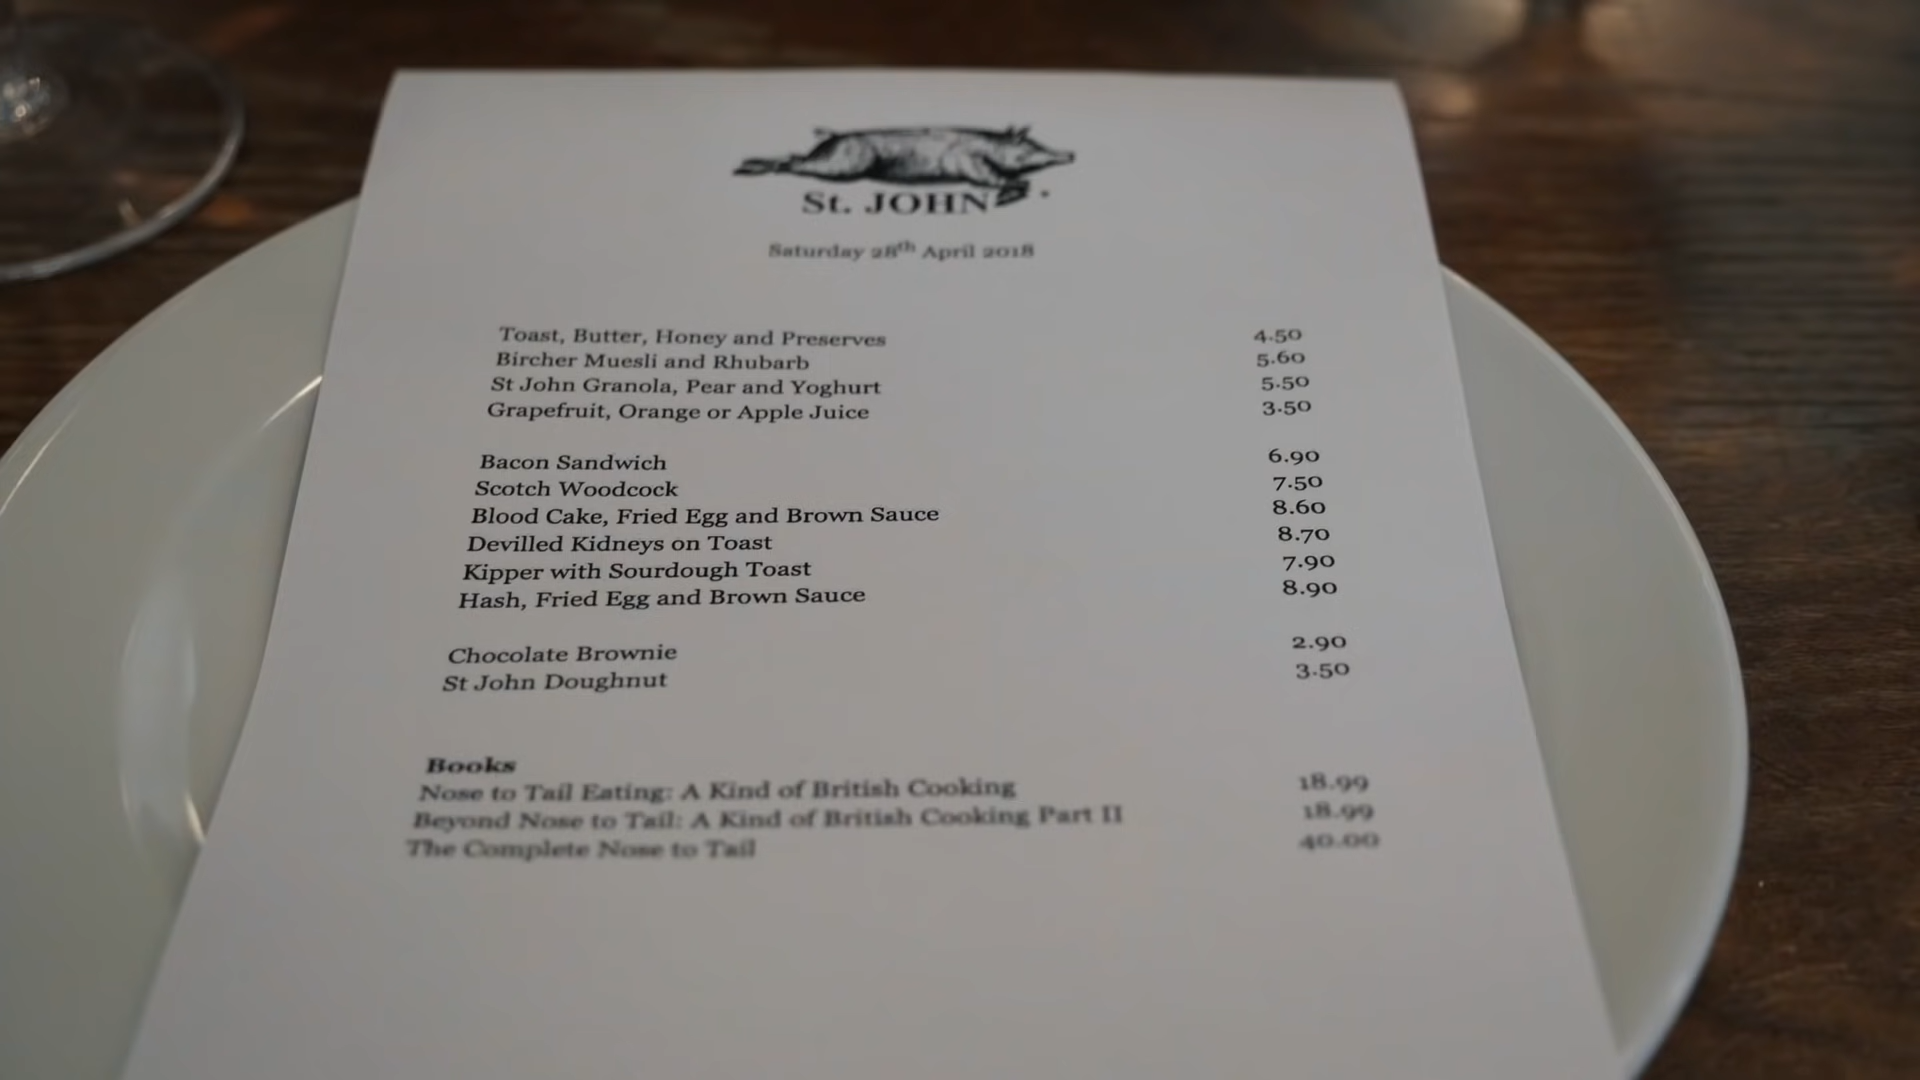 St. JOHN
Saturday 28th April 2018
Toast, Butter, Honey and Preserves 4.50
Bircher Muesli and Rhubarb 5.60
St John Granola, Pear and Yoghurt 5.50
Grapefruit, Orange or Apple Juice 3.50
Bacon Sandwich 6.90
Scotch Woodcock 7.50
Blood Cake, Fried Egg and Brown Sauce 8.60
Devilled Kidneys on Toast 8.70
Kipper with Sourdough Toast 7.90
Hash, Fried Egg and Brown Sauce 8.90
Chocolate Brownie 2.90
St John Doughnut 3.50
Books
Nose to Tail Eating: A Kind of British Cooking 18.99
Beyond Nose to Tail: A Kind of British Cooking Part II 18.99
The Complete Nose to Tail 40.00